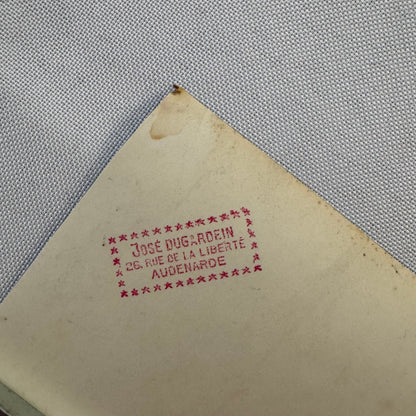 JOSÉ DUGARDEIN
26, RUE DE LA LIBERTÉ
AUDENARDE